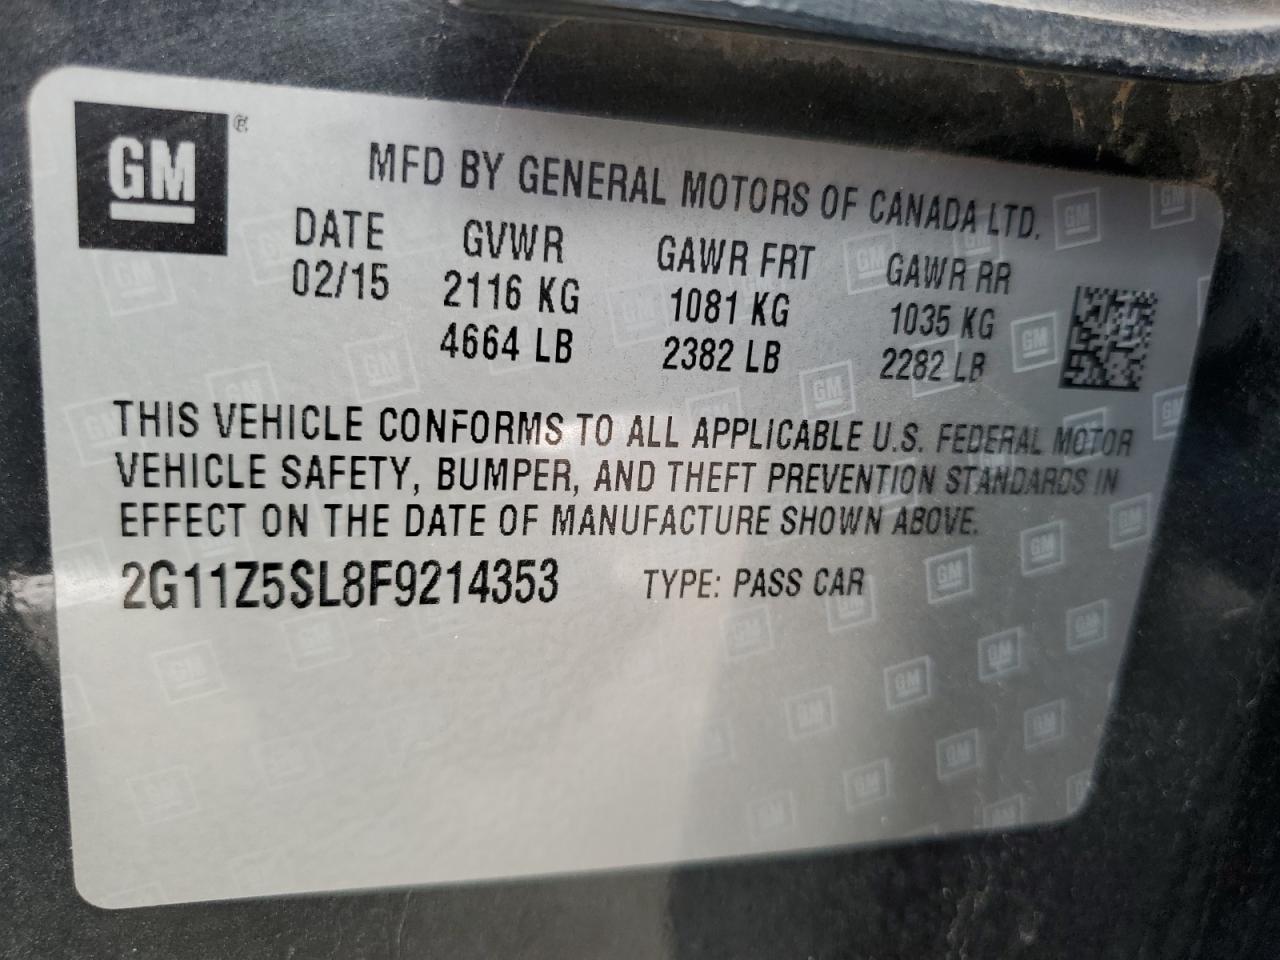 GM
MFD BY GENERAL MOTORS OF CANADA LTD.
DATE GVWR GAWR FRT GAWR RR
02/15 2116 KG 1081 KG 1035 KG
4664 LB 2382 LB 2282 LB
THIS VEHICLE CONFORMS TO ALL APPLICABLE U.S. FEDERAL MOTOR
VEHICLE SAFETY, BUMPER, AND THEFT PREVENTION STANDARDS IN
EFFECT ON THE DATE OF MANUFACTURE SHOWN ABOVE.
2G11Z5SL8F9214353 TYPE: PASS CAR